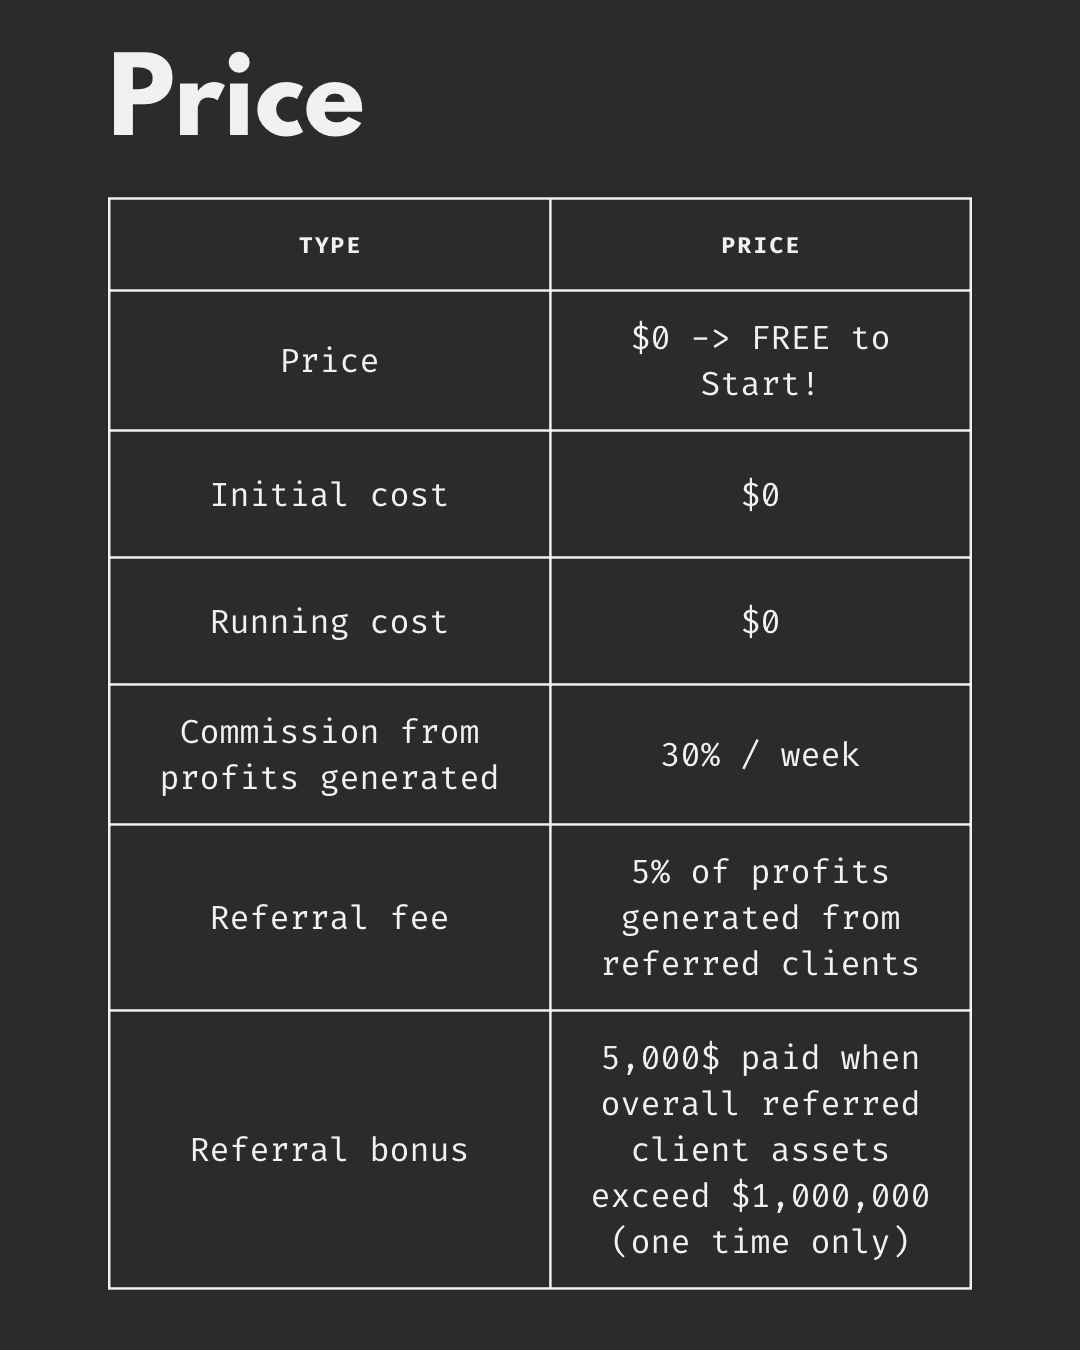 Price
TYPE
PRICE
Price
$0 -> FREE to
Start!
Initial cost
$0
Running cost
$0
Commission from
profits generated
30% / week
Referral fee
5% of profits
generated from
referred clients
Referral bonus
5,000$ paid when
overall referred
client assets
exceed $1,000,000
(one time only)